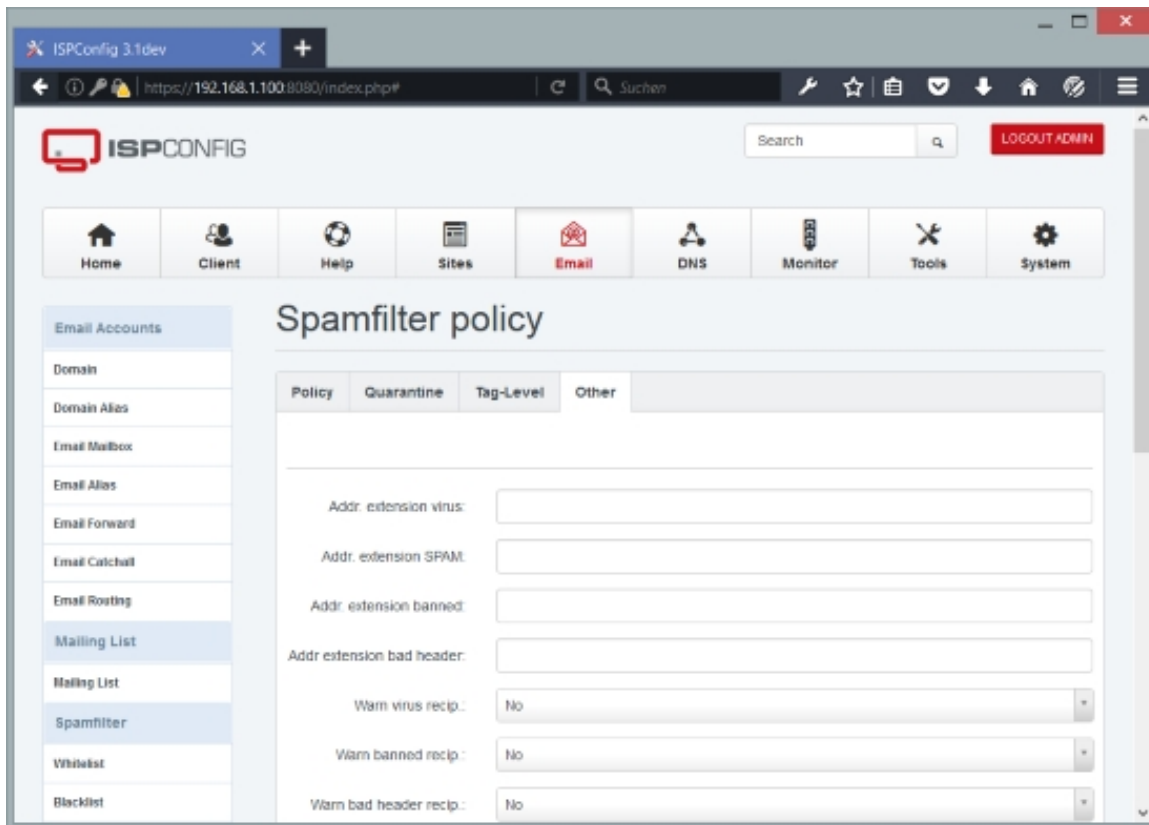 ISPConfig 3.1dev
https://192.168.1.100:8080/index.php#
Suchen
ISPCONFIG
Search
LOGOUT ADMIN
Home
Client
Help
Sites
Email
DNS
Monitor
Tools
System
Email Accounts
Domain
Domain Alias
Email Mailbox
Email Alias
Email Forward
Email Catchall
Email Routing
Mailing List
Mailing List
Spamfilter
Whitelist
Blacklist
Spamfilter policy
Policy
Quarantine
Tag-Level
Other
Addr. extension virus:
Addr. extension SPAM:
Addr. extension banned:
Addr extension bad header:
Warn virus recip.: No
Warn banned recip.: No
Warn bad header recip.: No